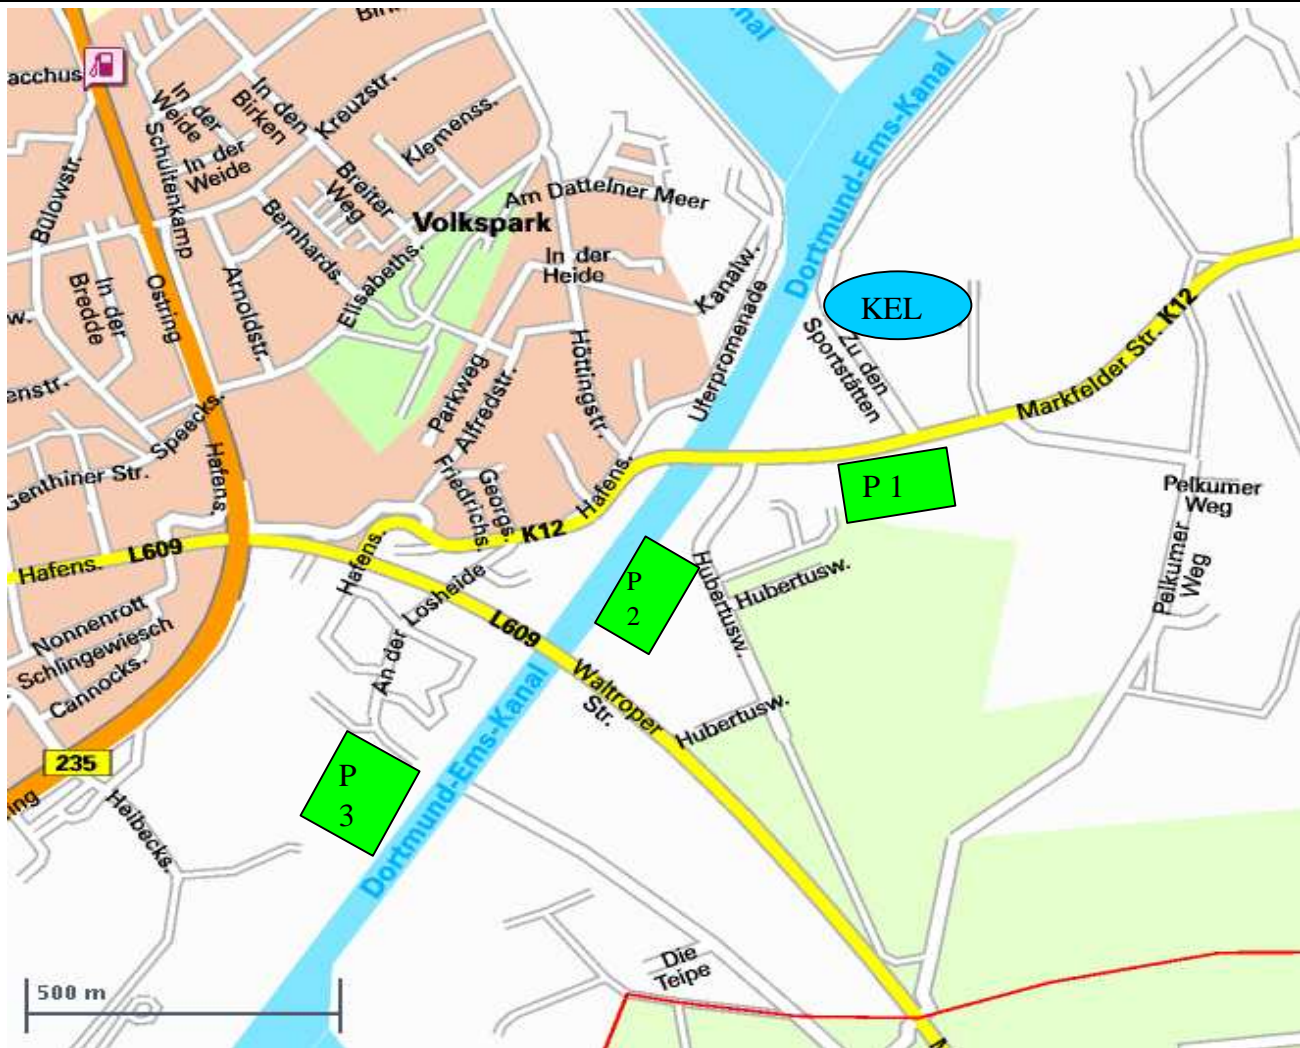 Bin
nal
acchus
In der
Weide
In den
Birken
Kreuzstr.
Klemenss.
Schultenkamp
In der
Weide
Breiter
Weg
Bülowstr.
Bernhards.
Volkspark
Am Dattelner Meer
Dortmund-Ems-Kanal
In der
Bredde
Ostring
Arnoldstr.
Elisabeths.
In der
Heide
Kanalw.
Uferpromenade
KEL
w.
Zu den
Sportstätten
Markfelder Str. K12
enstr.
Speecks.
Parkweg
Alfredstr.
Höttingstr.
Genthiner Str.
Hafens.
Friedrichs.
Georgs.
Hafens.
K12
P 1
Pelkumer
Weg
Hafens.
L609
Hafens.
Losheide
An der
P
2
Hubertusw.
Hubertusw.
Pelkumer
Weg
Nonnenrott
Schlingewiesch
Cannocks.
L609
Waltroper
Str.
Hubertusw.
235
ing
P
3
Dortmund-Ems-Kanal
Heibecks.
Die
Teipe
500 m